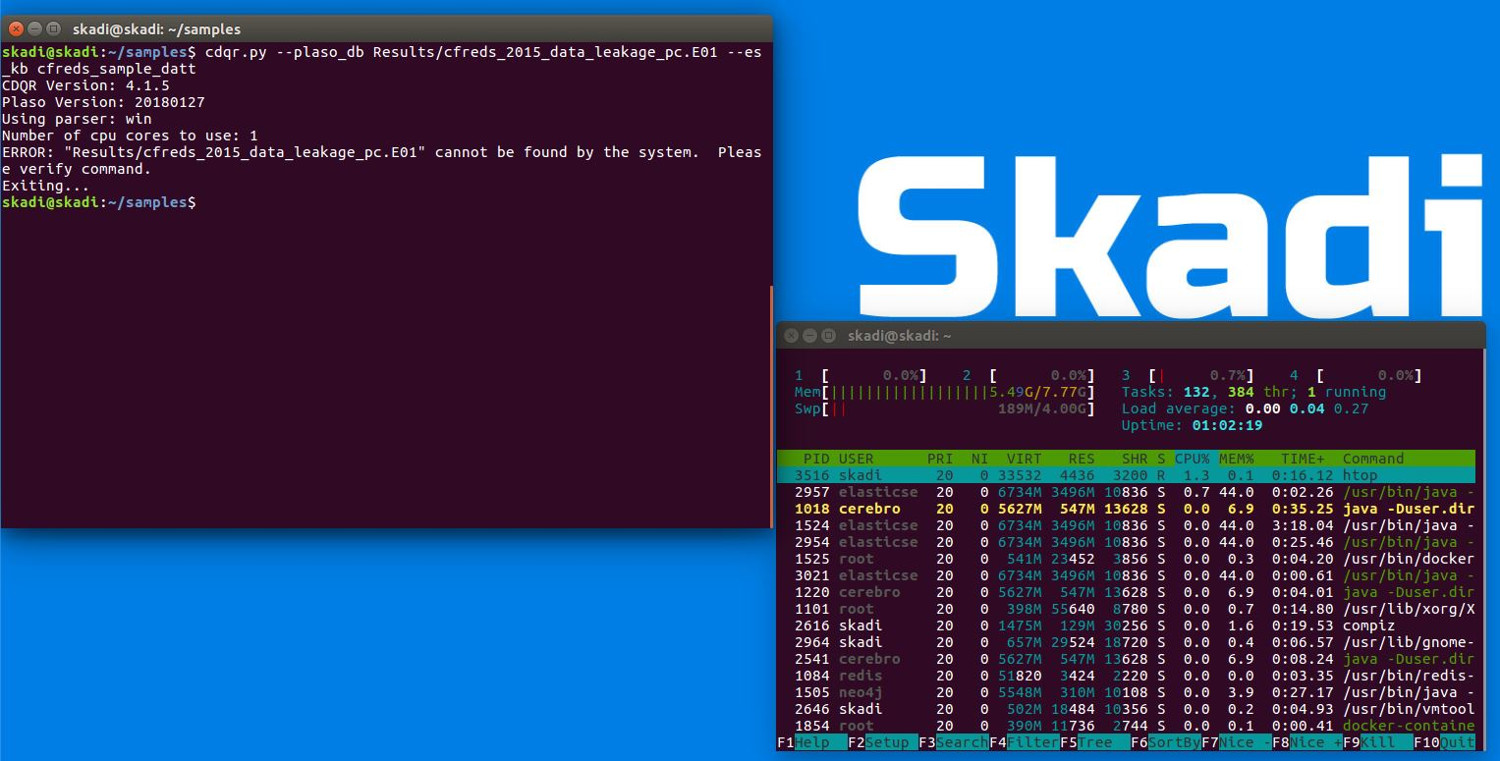 skadi@skadi: ~/samples
skadi@skadi:~/samples$ cdqr.py --plaso_db Results/cfreds_2015_data_leakage_pc.E01 --es
_kb cfreds_sample_datt
CDQR Version: 4.1.5
Plaso Version: 20180127
Using parser: win
Number of cpu cores to use: 1
ERROR: "Results/cfreds_2015_data_leakage_pc.E01" cannot be found by the system.  Pleas
e verify command.
Exiting...
skadi@skadi:~/samples$
Skadi
skadi@skadi: ~
1 [ 0.0%] 2 [ 0.0%] 3 [| 0.7%] 4 [ 0.0%]
Mem[||||||||||||||||||5.49G/7.77G] Tasks: 132, 384 thr; 1 running
Swp[|| 189M/4.00G] Load average: 0.00 0.04 0.27
Uptime: 01:02:19
PID USER PRI NI VIRT RES SHR S CPU% MEM% TIME+ Command
3516 skadi 20 0 33532 4436 3200 R 1.3 0.1 0:16.12 htop
2957 elasticse 20 0 6734M 3496M 10836 S 0.7 44.0 0:02.26 /usr/bin/java -
1018 cerebro 20 0 5627M 547M 13628 S 0.0 6.9 0:35.25 java -Duser.dir
1524 elasticse 20 0 6734M 3496M 10836 S 0.0 44.0 3:18.04 /usr/bin/java -
2954 elasticse 20 0 6734M 3496M 10836 S 0.0 44.0 0:25.46 /usr/bin/java -
1525 root 20 0 541M 23452 3856 S 0.0 0.3 0:04.20 /usr/bin/docker
3021 elasticse 20 0 6734M 3496M 10836 S 0.0 44.0 0:00.61 /usr/bin/java -
1220 cerebro 20 0 5627M 547M 13628 S 0.0 6.9 0:04.01 java -Duser.dir
1101 root 20 0 398M 55640 8780 S 0.0 0.7 0:14.80 /usr/lib/xorg/X
2616 skadi 20 0 1475M 129M 30256 S 0.0 1.6 0:19.53 compiz
2964 skadi 20 0 657M 29524 18720 S 0.0 0.4 0:06.57 /usr/lib/gnome-
2541 cerebro 20 0 5627M 547M 13628 S 0.0 6.9 0:08.24 java -Duser.dir
1084 redis 20 0 51820 3424 2220 S 0.0 0.0 0:03.35 /usr/bin/redis-
1505 neo4j 20 0 5548M 310M 10108 S 0.0 3.9 0:27.17 /usr/bin/java -
2646 skadi 20 0 502M 18484 10356 S 0.0 0.2 0:04.93 /usr/bin/vmtool
1854 root 20 0 390M 11736 2744 S 0.0 0.1 0:00.41 docker-containe
F1Help F2Setup F3SearchF4FilterF5Tree F6SortByF7Nice -F8Nice +F9Kill F10Quit